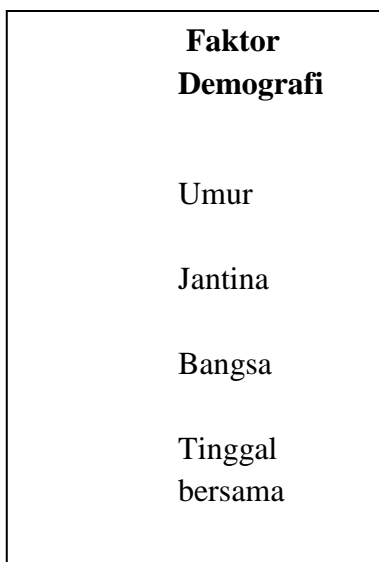 Faktor
Demografi
Umur
Jantina
Bangsa
Tinggal
bersama